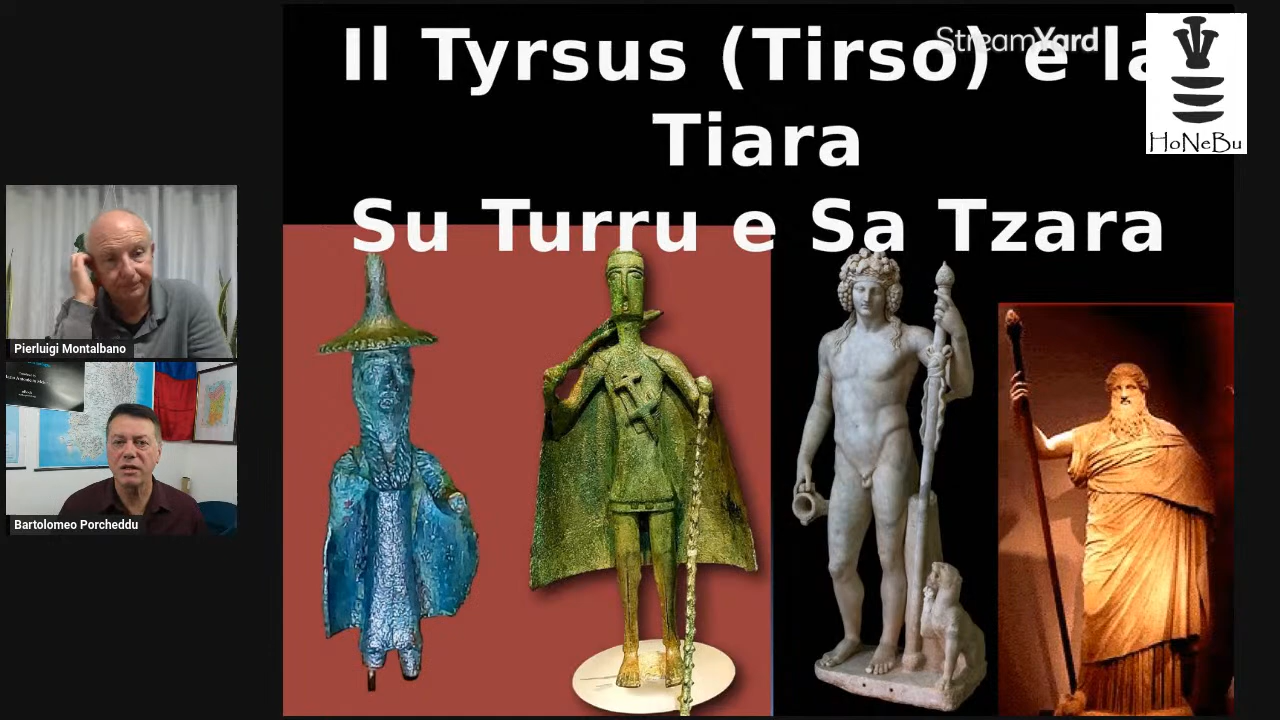 Il Tyrsus (Tirso) e la
Tiara
Su Turru e Sa Tzara
StreamYard
HoNeBu
Pierluigi Montalbano
Bartolomeo Porcheddu